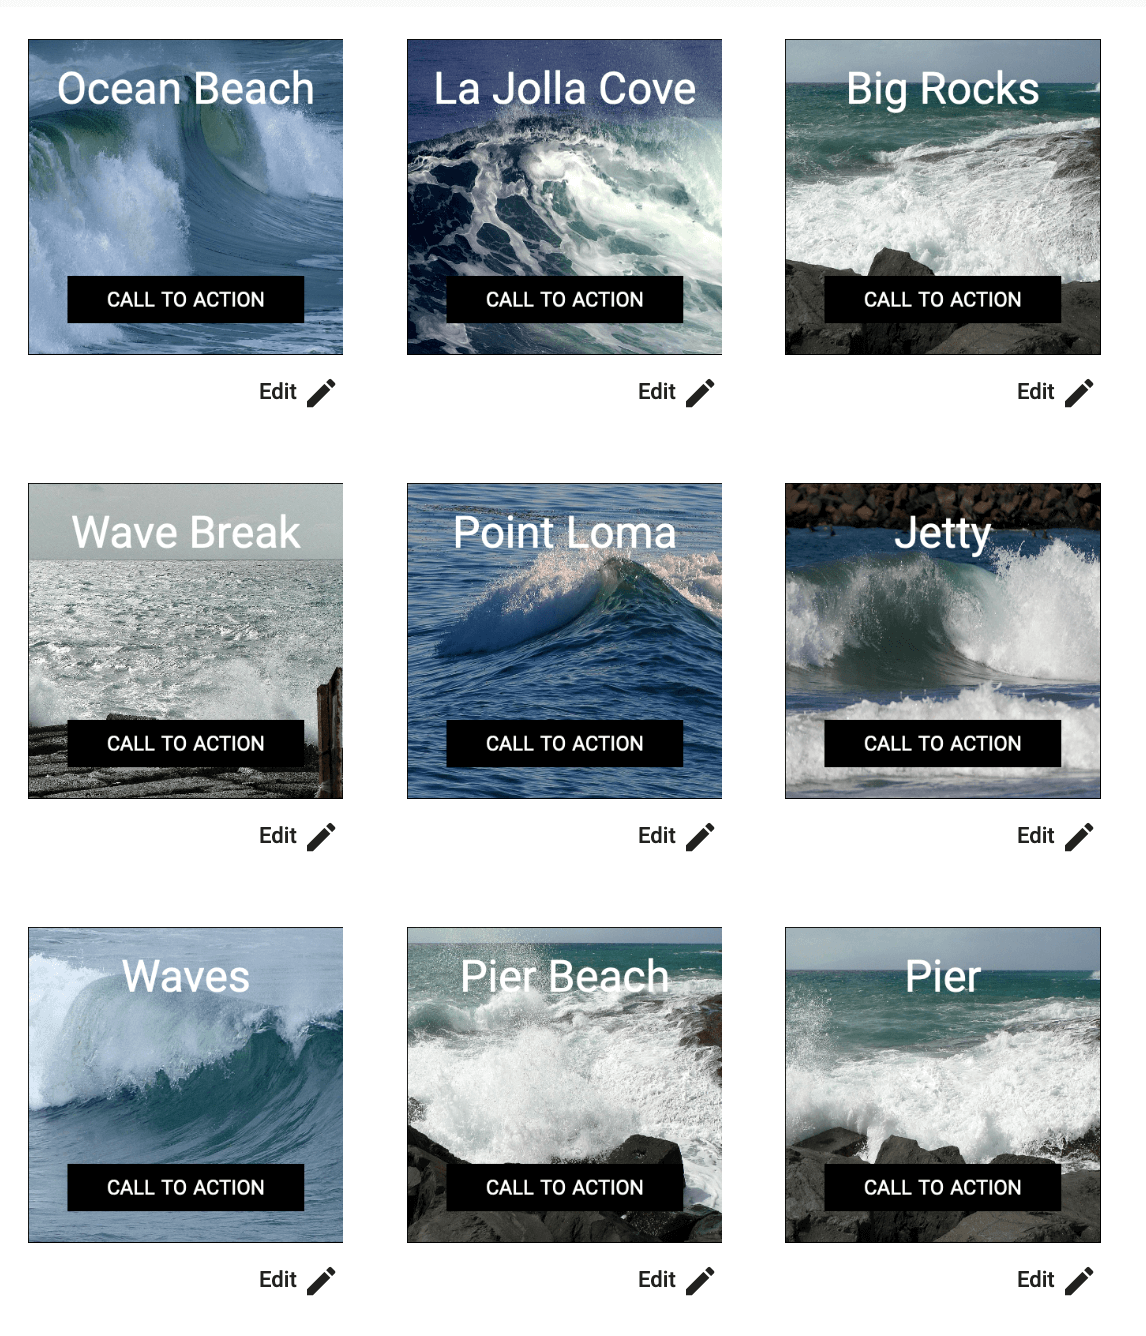 Ocean Beach
La Jolla Cove
Big Rocks
CALL TO ACTION
CALL TO ACTION
CALL TO ACTION
Edit
Edit
Edit
Wave Break
Point Loma
Jetty
CALL TO ACTION
CALL TO ACTION
CALL TO ACTION
Edit
Edit
Edit
Waves
Pier Beach
Pier
CALL TO ACTION
CALL TO ACTION
CALL TO ACTION
Edit
Edit
Edit